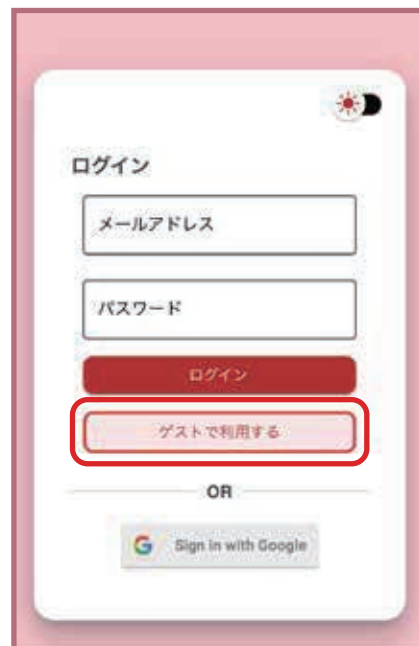 ログイン
メールアドレス
パスワード
ログイン
ゲストで利用する
OR
Sign in with Google